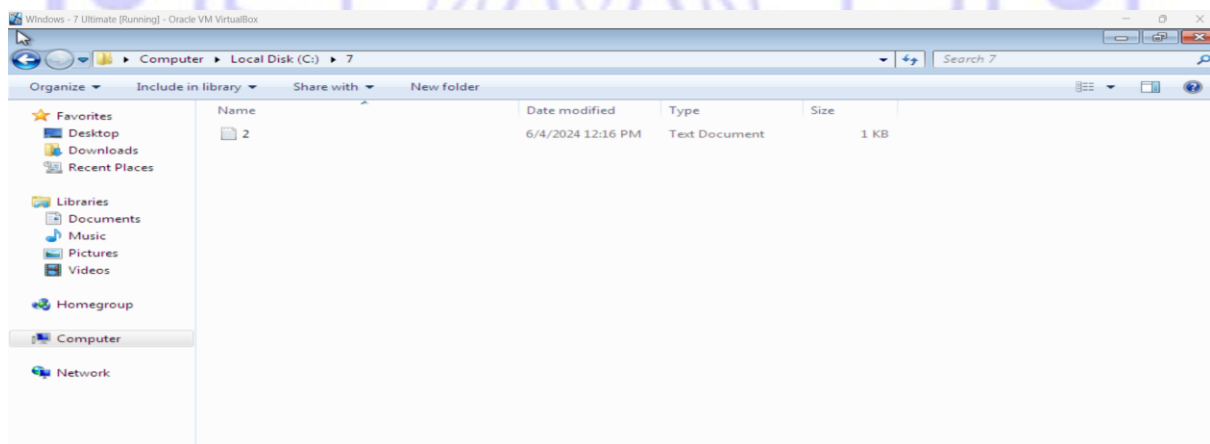 Windows - 7 Ultimate [Running] - Oracle VM VirtualBox
Computer ▸ Local Disk (C:) ▸ 7
Search 7
Organize Include in library Share with New folder
Favorites
Desktop
Downloads
Recent Places
Libraries
Documents
Music
Pictures
Videos
Homegroup
Computer
Network
Name Date modified Type Size
2 6/4/2024 12:16 PM Text Document 1 KB